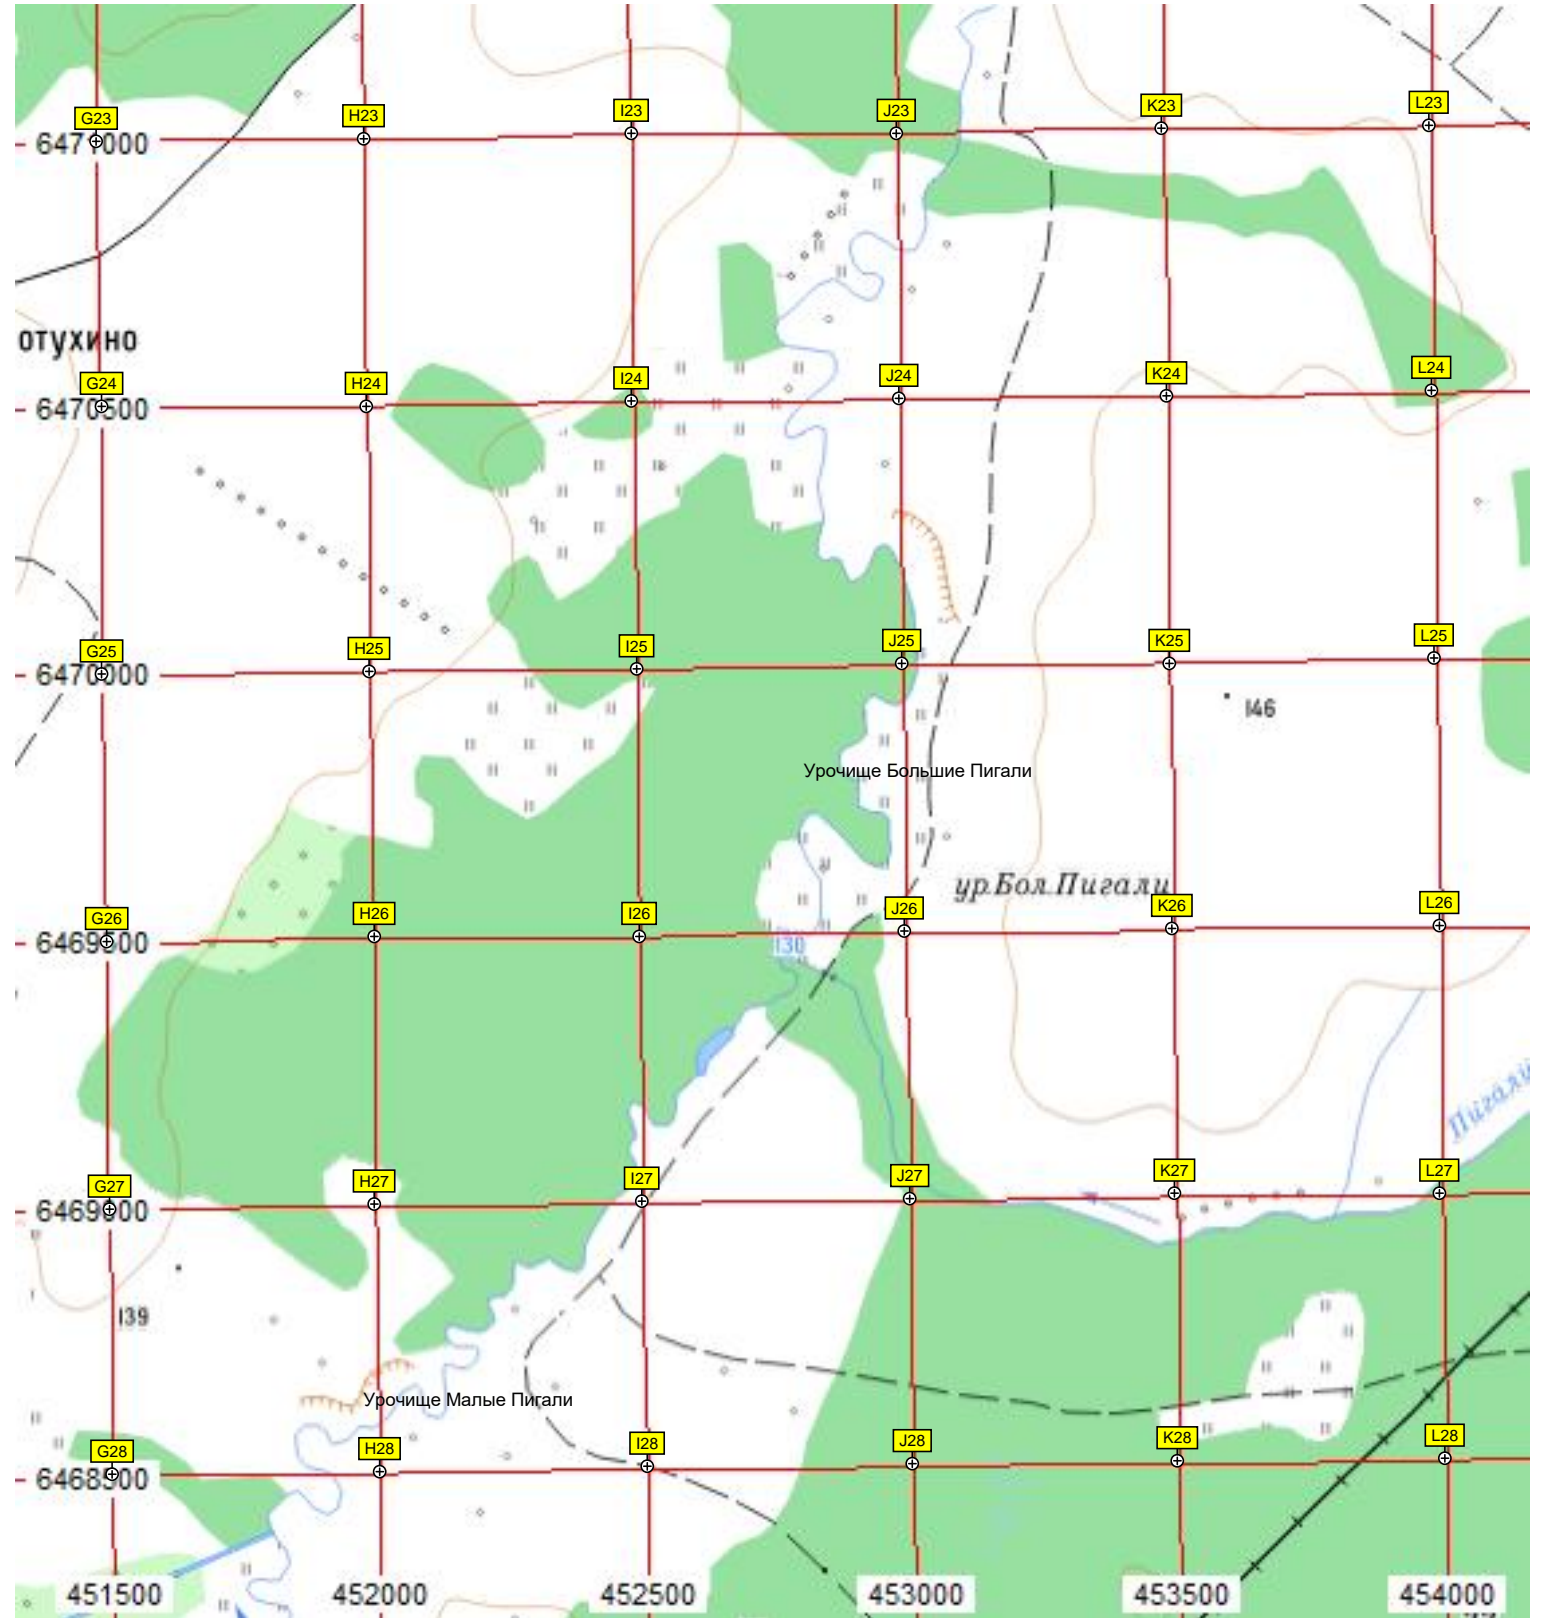 G23 H23 I23 J23 K23 L23
6471000
отухино
G24 H24 I24 J24 K24 L24
6470500
G25 H25 I25 J25 K25 L25
6470000
146
Урочище Большие Пигали
ур.Бол.Пигали
G26 H26 I26 J26 K26 L26
6469500
130
Пигали
G27 H27 I27 J27 K27 L27
6469000
139
Урочище Малые Пигали
G28 H28 I28 J28 K28 L28
6468500
451500 452000 452500 453000 453500 454000